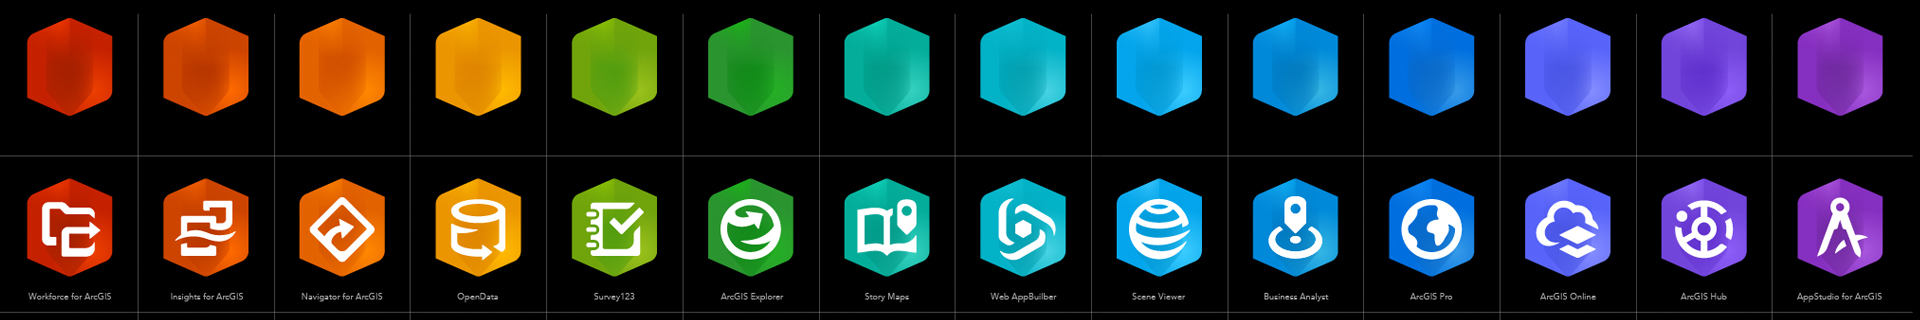 Workforce for ArcGIS
Insights for ArcGIS
Navigator for ArcGIS
OpenData
Survey123
ArcGIS Explorer
Story Maps
Web AppBuilber
Scene Viewer
Business Analyst
ArcGIS Pro
ArcGIS Online
ArcGIS Hub
AppStudio for ArcGIS